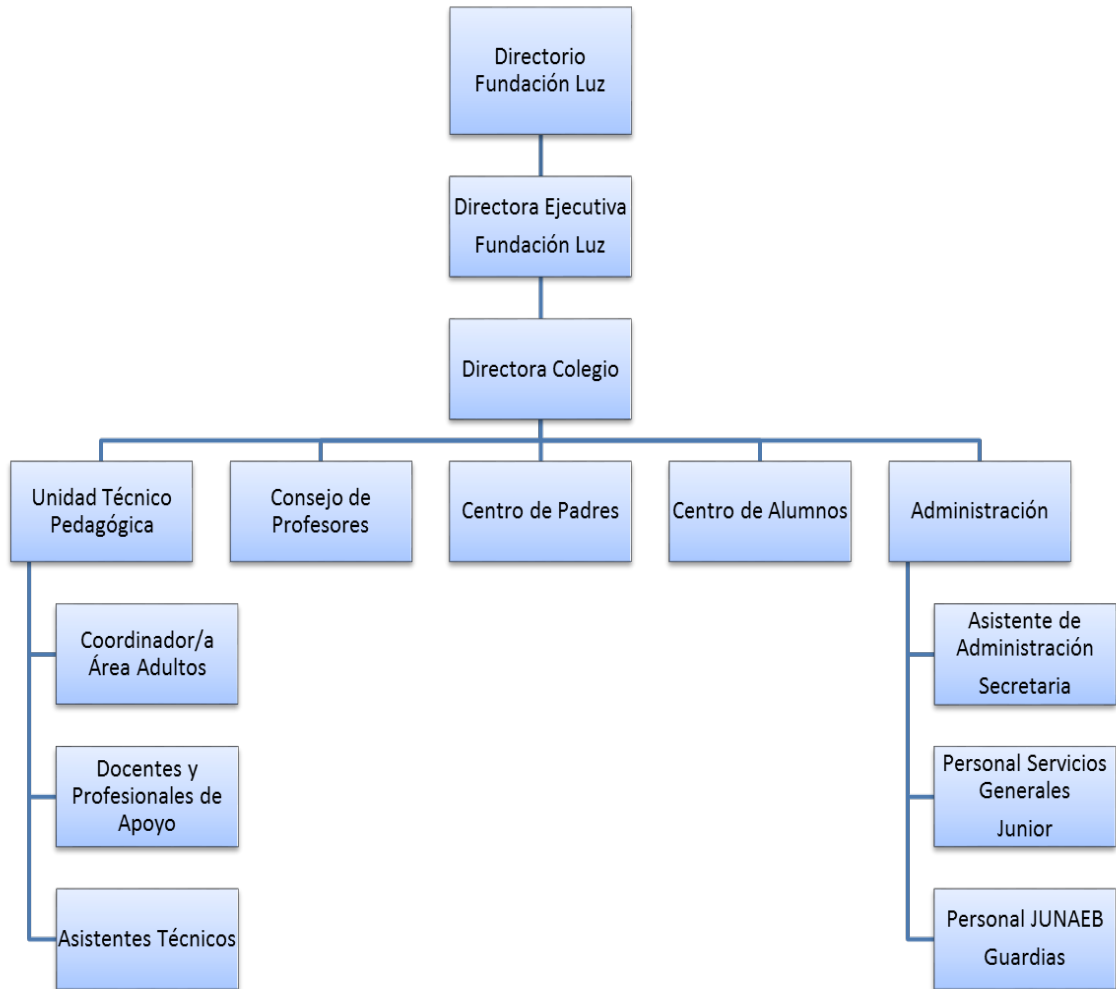 Directorio
Fundación Luz
Directora Ejecutiva
Fundación Luz
Directora Colegio
Unidad Técnico
Pedagógica
Consejo de
Profesores
Centro de Padres
Centro de Alumnos
Administración
Coordinador/a
Área Adultos
Docentes y
Profesionales de
Apoyo
Asistentes Técnicos
Asistente de
Administración
Secretaria
Personal Servicios
Generales
Junior
Personal JUNAEB
Guardias